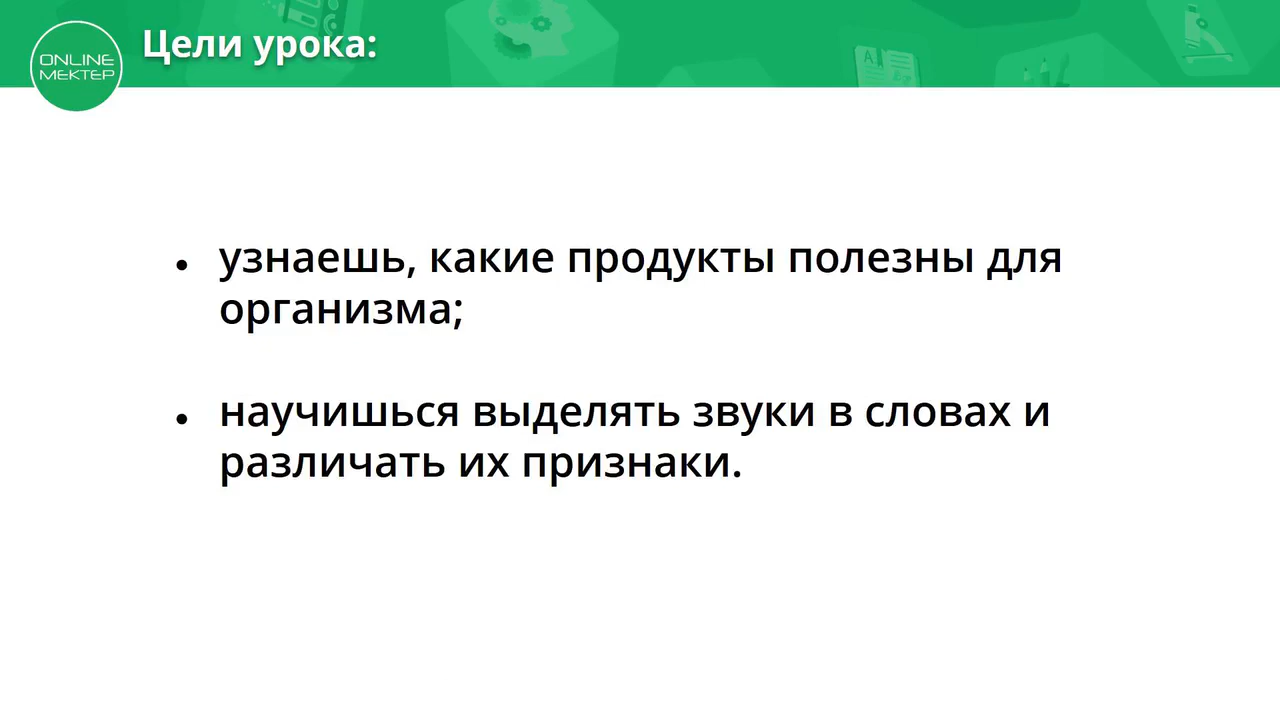 Цели урока:
ONLINE
МЕКТЕР
• узнаешь, какие продукты полезны для
организма;
• научишься выделять звуки в словах и
различать их признаки.